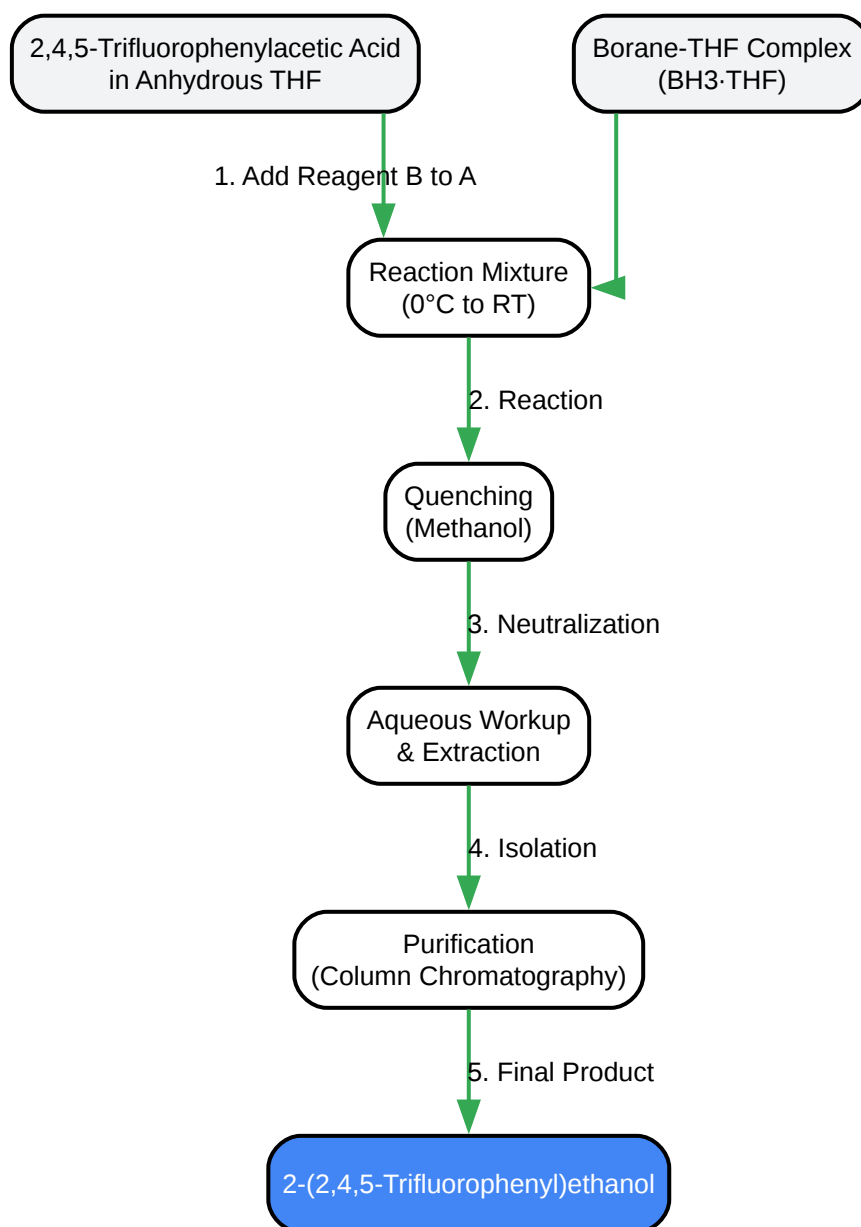 2,4,5-Trifluorophenylacetic Acid
in Anhydrous THF
Borane-THF Complex
(BH3·THF)
1. Add Reagent B to A
Reaction Mixture
(0°C to RT)
2. Reaction
Quenching
(Methanol)
3. Neutralization
Aqueous Workup
& Extraction
4. Isolation
Purification
(Column Chromatography)
5. Final Product
2-(2,4,5-Trifluorophenyl)ethanol